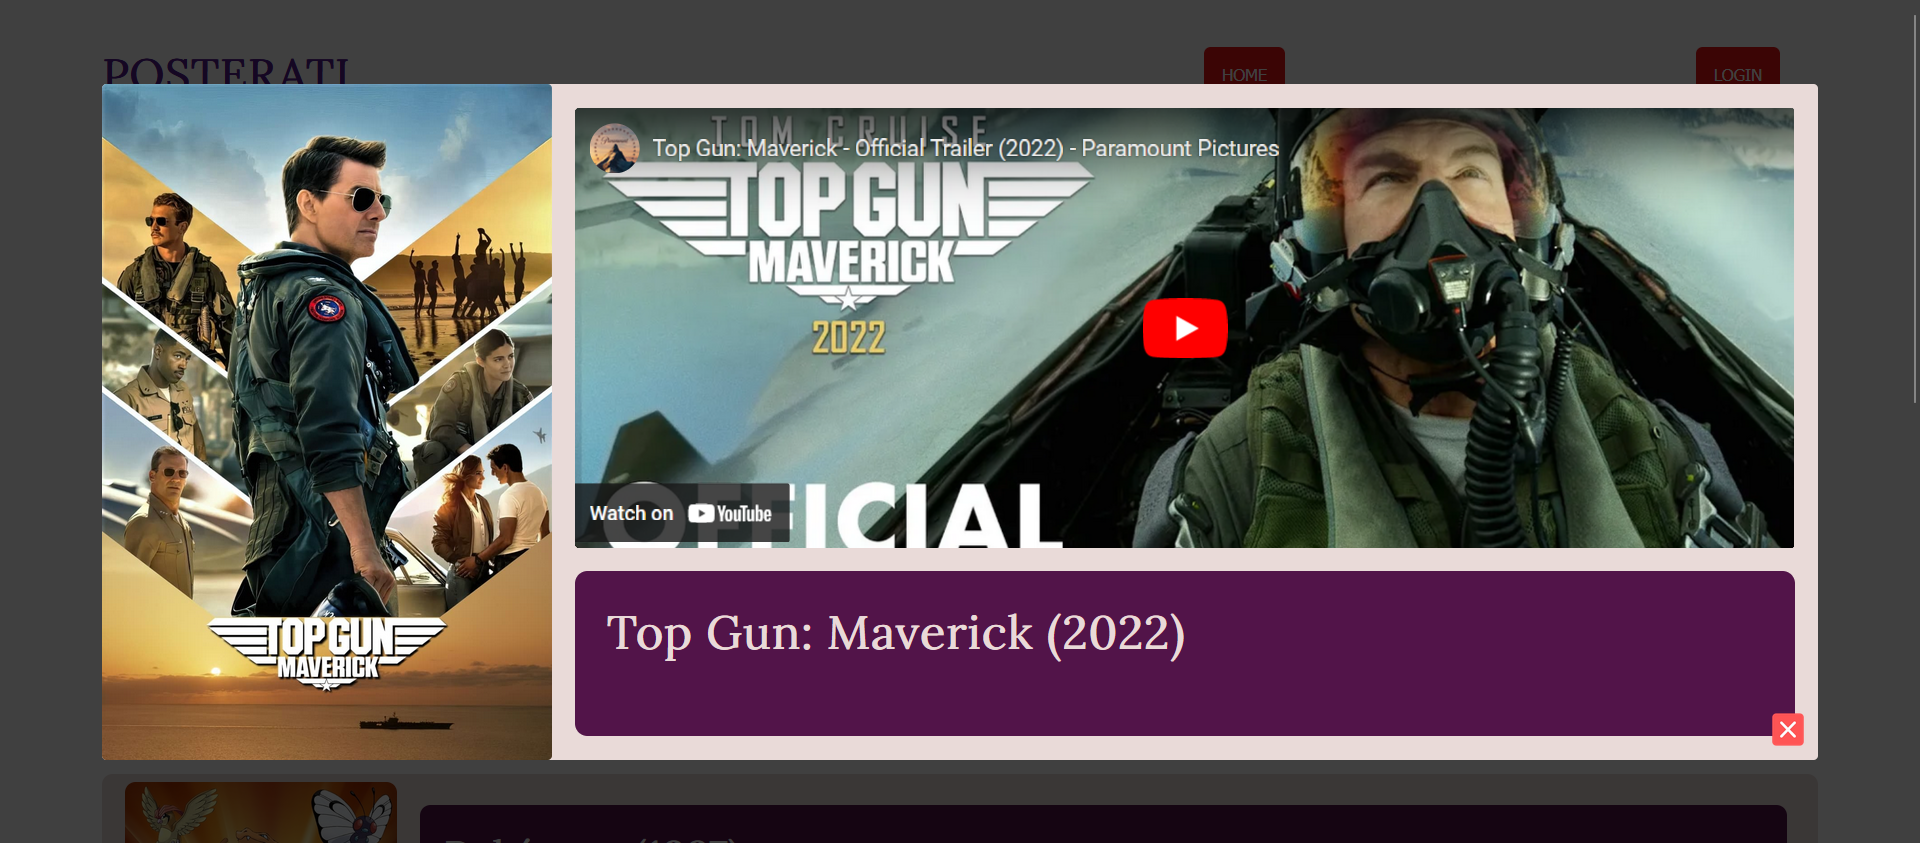 POSTERATI
HOME
LOGIN
TOM CRUISE
Top Gun: Maverick - Official Trailer (2022) - Paramount Pictures
TOP GUN
MAVERICK
2022
Watch on YouTube
OFFICIAL
TOP GUN
MAVERICK
Top Gun: Maverick (2022)